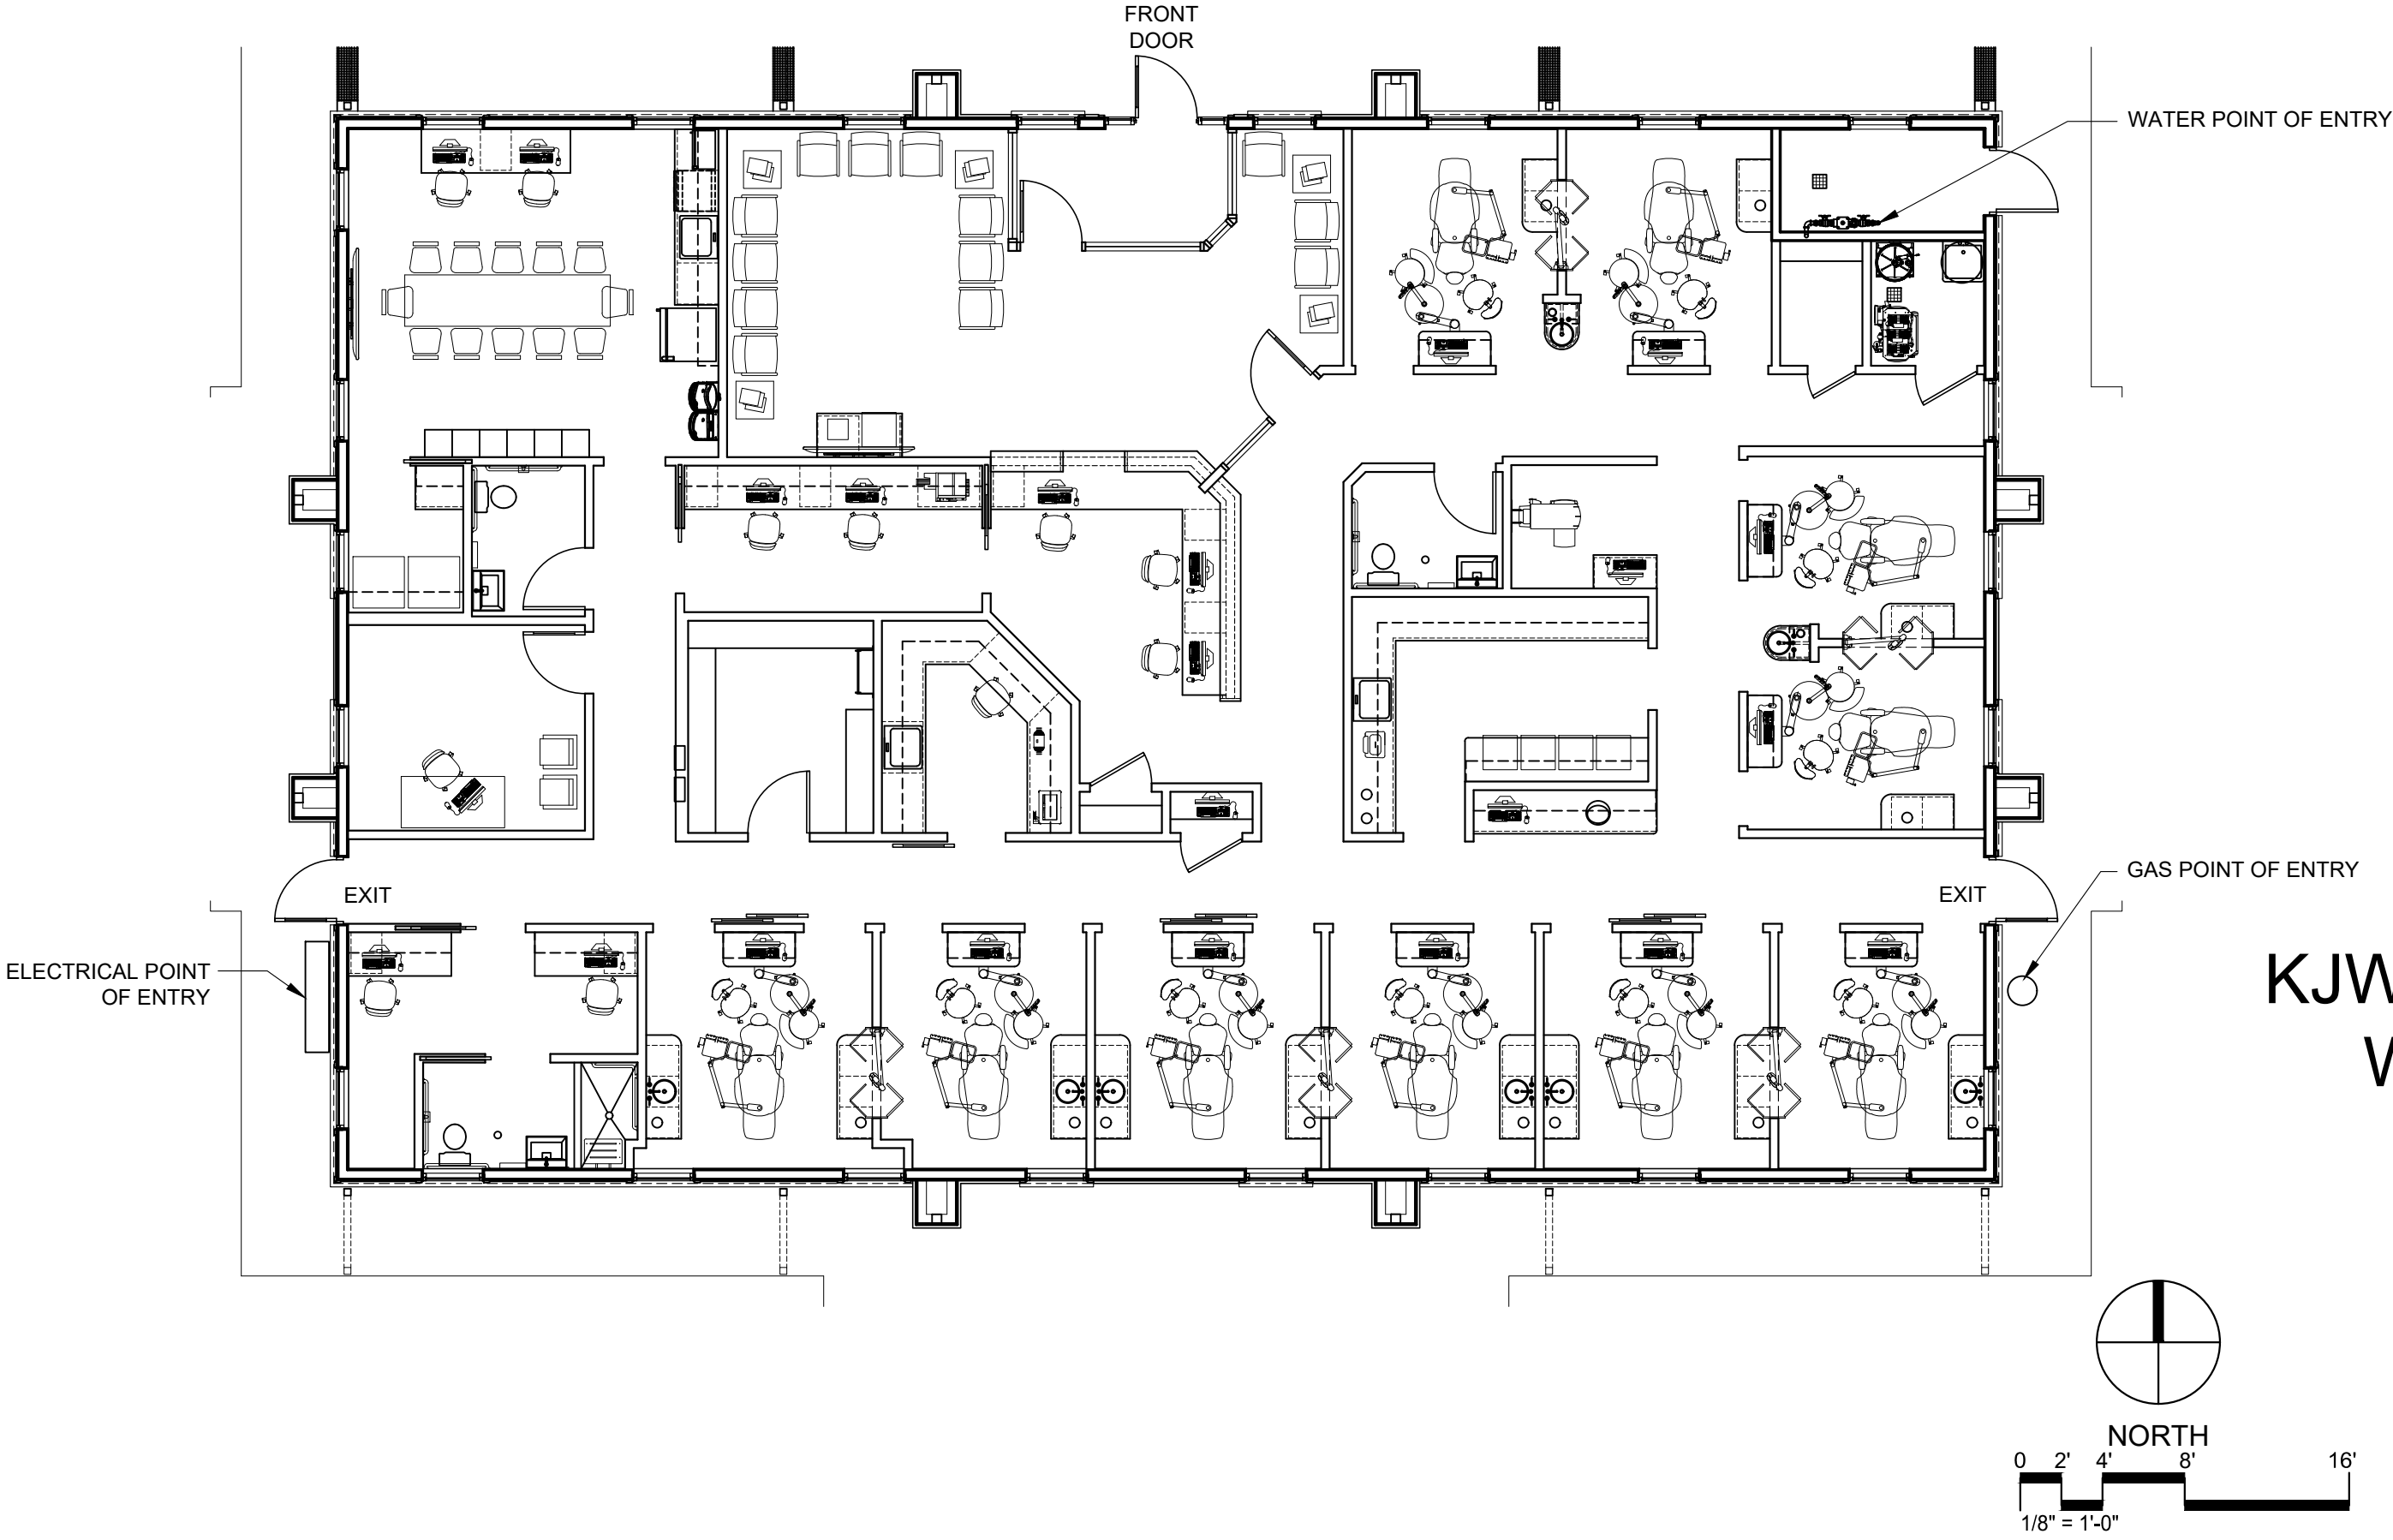 FRONT
DOOR
WATER POINT OF ENTRY
EXIT
EXIT
GAS POINT OF ENTRY
ELECTRICAL POINT
OF ENTRY
KJW
W
NORTH
0 2' 4' 8' 16'
1/8" = 1'-0"